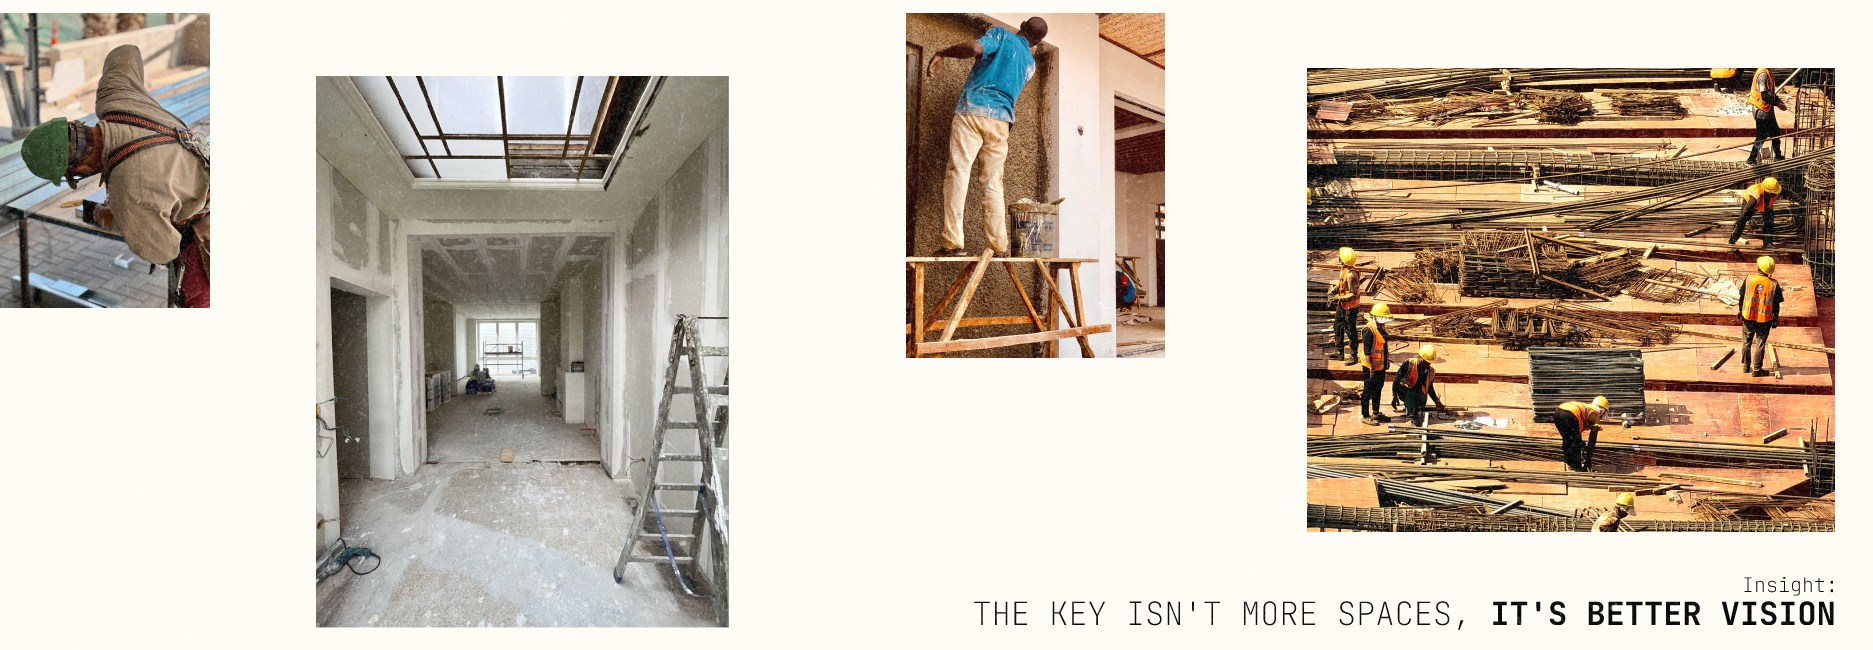 Insight:
THE KEY ISN'T MORE SPACES, IT'S BETTER VISION